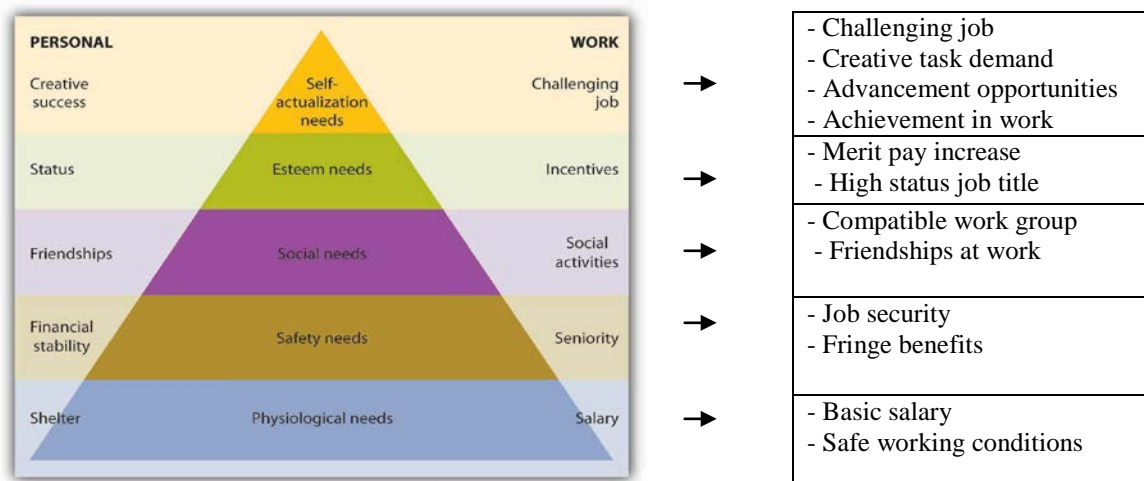 PERSONAL
WORK
Creative
success
Self-
actualization
needs
Challenging
job
- Challenging job
- Creative task demand
- Advancement opportunities
- Achievement in work
Status
Esteem needs
Incentives
- Merit pay increase
- High status job title
Friendships
Social needs
Social
activities
- Compatible work group
- Friendships at work
Financial
stability
Safety needs
Seniority
- Job security
- Fringe benefits
Shelter
Physiological needs
Salary
- Basic salary
- Safe working conditions